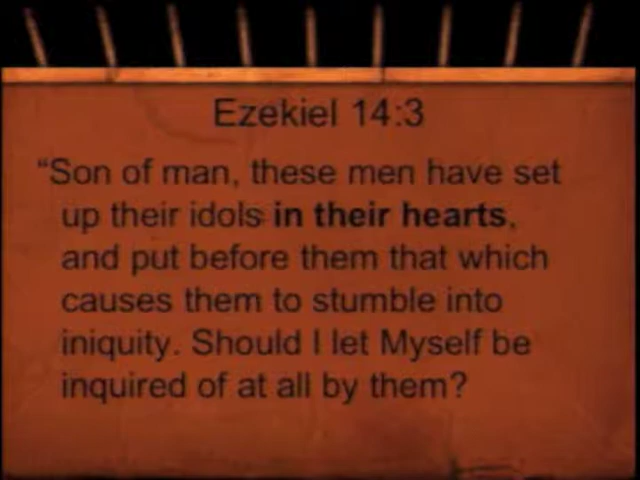 Ezekiel 14:3
“Son of man, these men have set
up their idols in their hearts,
and put before them that which
causes them to stumble into
iniquity. Should I let Myself be
inquired of at all by them?